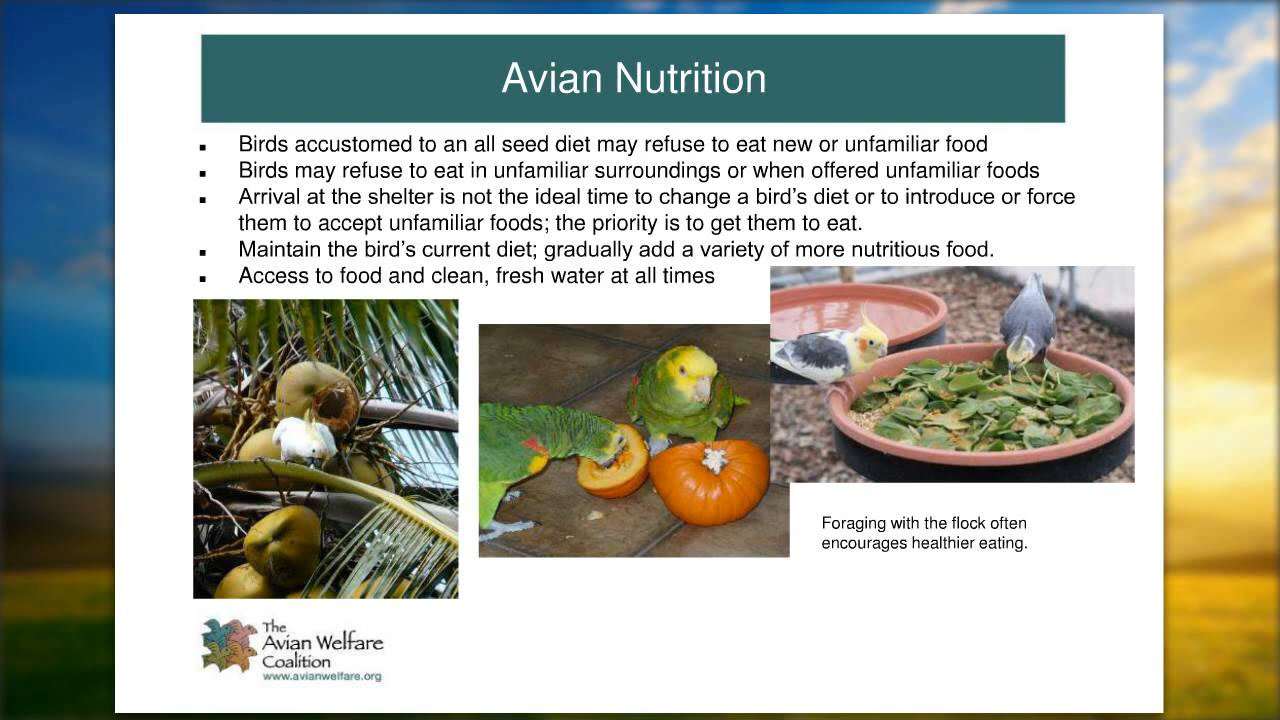 Avian Nutrition
▪ Birds accustomed to an all seed diet may refuse to eat new or unfamiliar food
▪ Birds may refuse to eat in unfamiliar surroundings or when offered unfamiliar foods
▪ Arrival at the shelter is not the ideal time to change a bird’s diet or to introduce or force
them to accept unfamiliar foods; the priority is to get them to eat.
▪ Maintain the bird’s current diet; gradually add a variety of more nutritious food.
▪ Access to food and clean, fresh water at all times
Foraging with the flock often
encourages healthier eating.
The
Avian Welfare
Coalition
www.avianwelfare.org